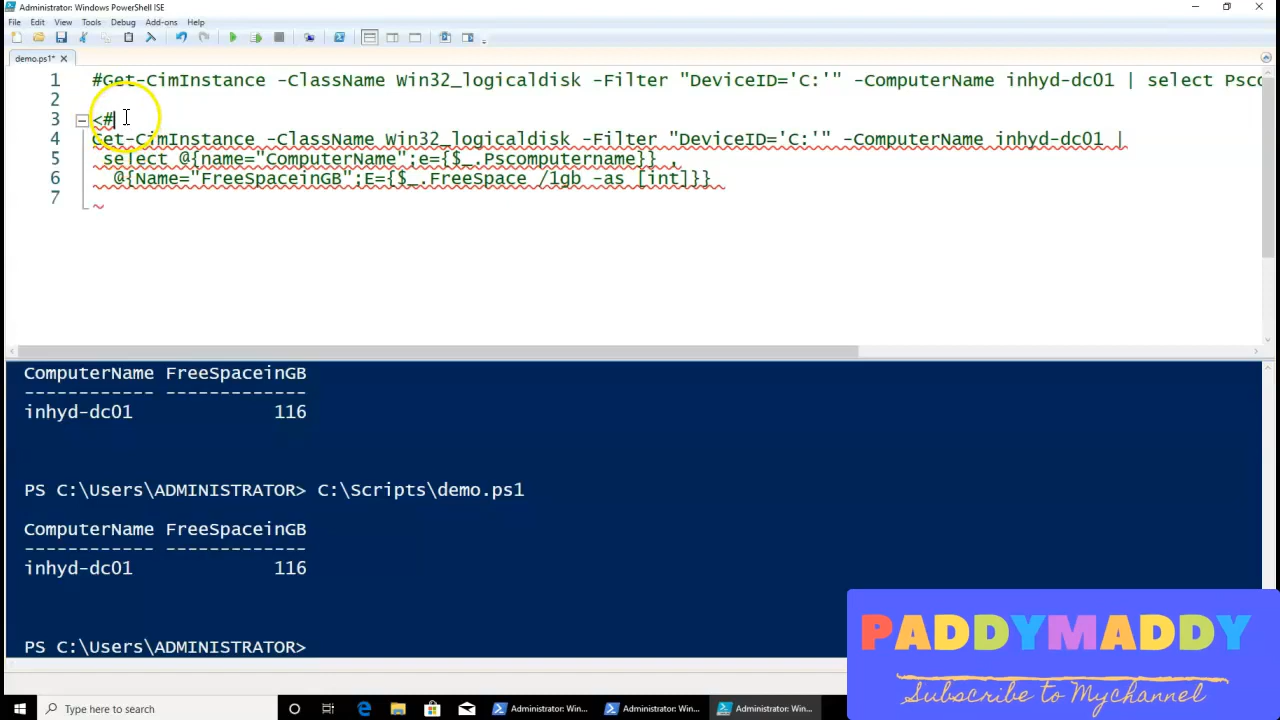 Administrator: Windows PowerShell ISE
File Edit View Tools Debug Add-ons Help
demo.ps1*
1 #Get-CimInstance -ClassName Win32_logicaldisk -Filter "DeviceID='C:'" -ComputerName inhyd-dc01 | select Psco
2
3 <#
4 Get-CimInstance -ClassName Win32_logicaldisk -Filter "DeviceID='C:'" -ComputerName inhyd-dc01 |
5 select @{name="ComputerName";e={$_.Pscomputername}} ,
6 @{Name="FreeSpaceinGB";E={$_.FreeSpace /1gb -as [int]}}
7
ComputerName FreeSpaceinGB
------------ -------------
inhyd-dc01 116
PS C:\Users\ADMINISTRATOR> C:\Scripts\demo.ps1
ComputerName FreeSpaceinGB
------------ -------------
inhyd-dc01 116
PS C:\Users\ADMINISTRATOR>
PADDYMADDY
Subscribe to Mychannel
Type here to search
Administrator: Win... Administrator: Win... Administrator: Win...